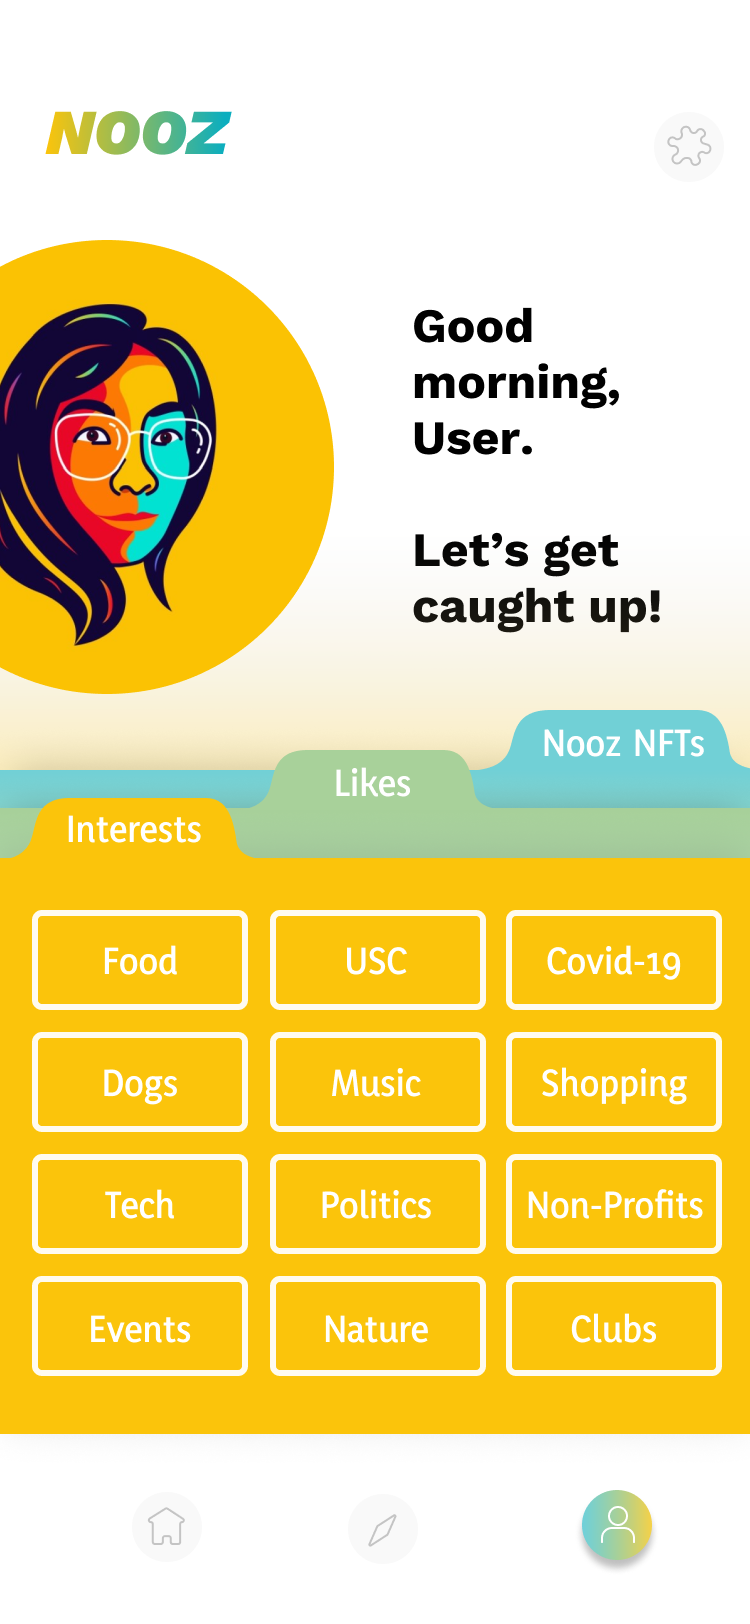 NOOZ
Good
morning,
User.
Let’s get
caught up!
Nooz NFTs
Likes
Interests
Food
USC
Covid-19
Dogs
Music
Shopping
Tech
Politics
Non-Profits
Events
Nature
Clubs